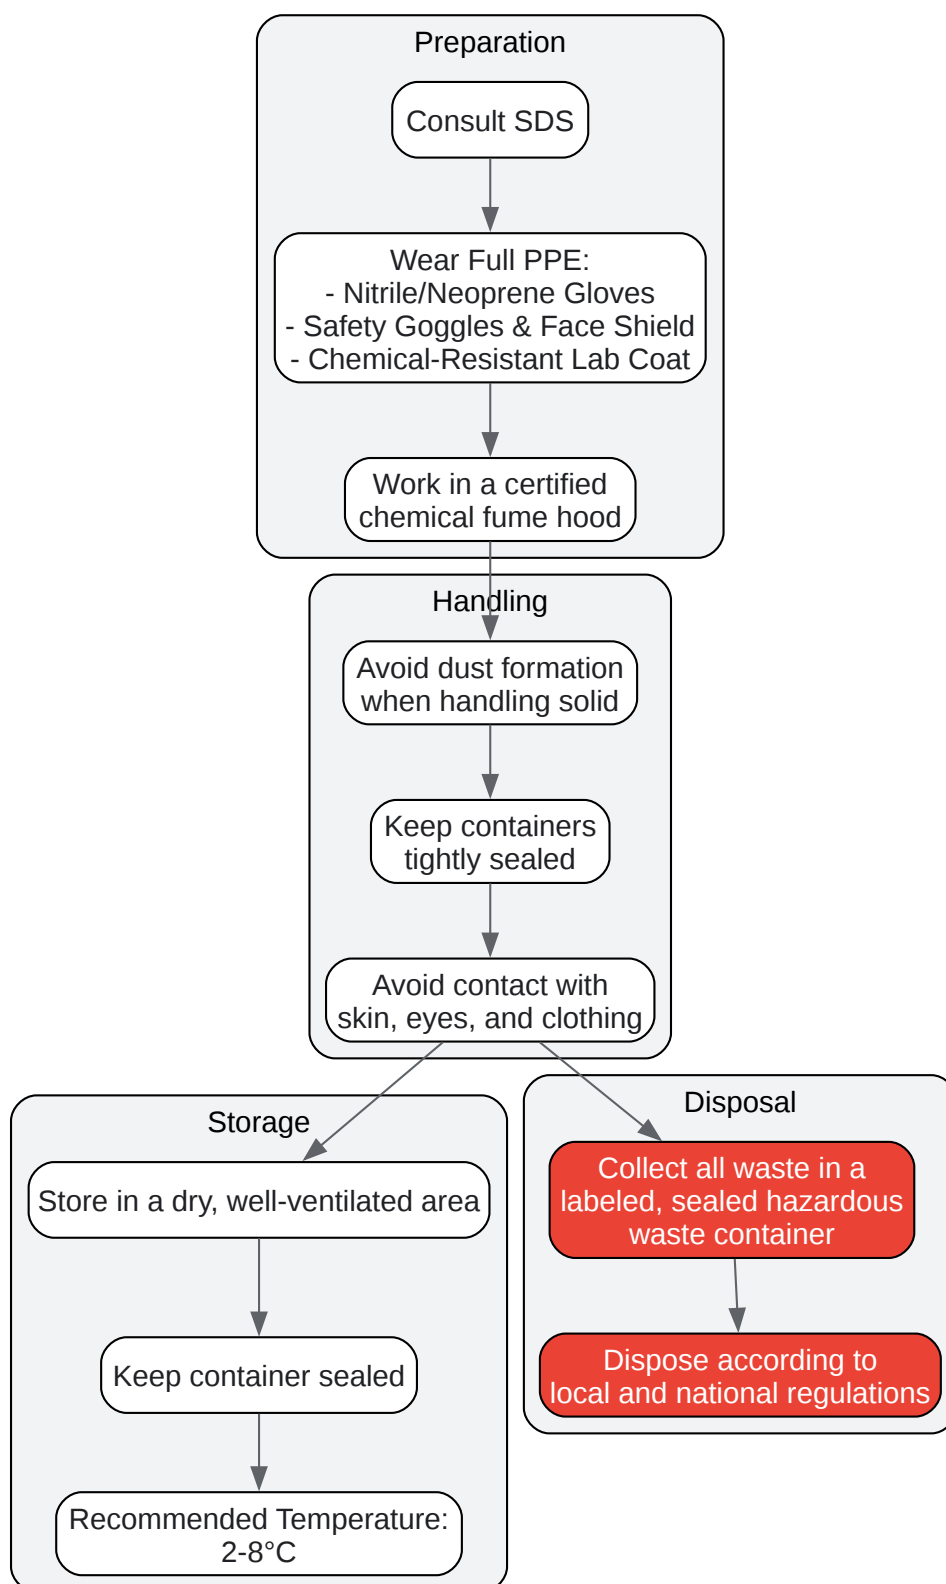 Preparation
Consult SDS
Wear Full PPE:
- Nitrile/Neoprene Gloves
- Safety Goggles & Face Shield
- Chemical-Resistant Lab Coat
Work in a certified
chemical fume hood
Handling
Avoid dust formation
when handling solid
Keep containers
tightly sealed
Avoid contact with
skin, eyes, and clothing
Storage
Store in a dry, well-ventilated area
Keep container sealed
Recommended Temperature:
2-8°C
Disposal
Collect all waste in a
labeled, sealed hazardous
waste container
Dispose according to
local and national regulations